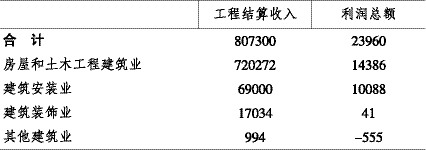 工程结算收入 利润总额
合 计 807300 23960
房屋和土木工程建筑业 720272 14386
建筑安装业 69000 10088
建筑装饰业 17034 41
其他建筑业 994 –555